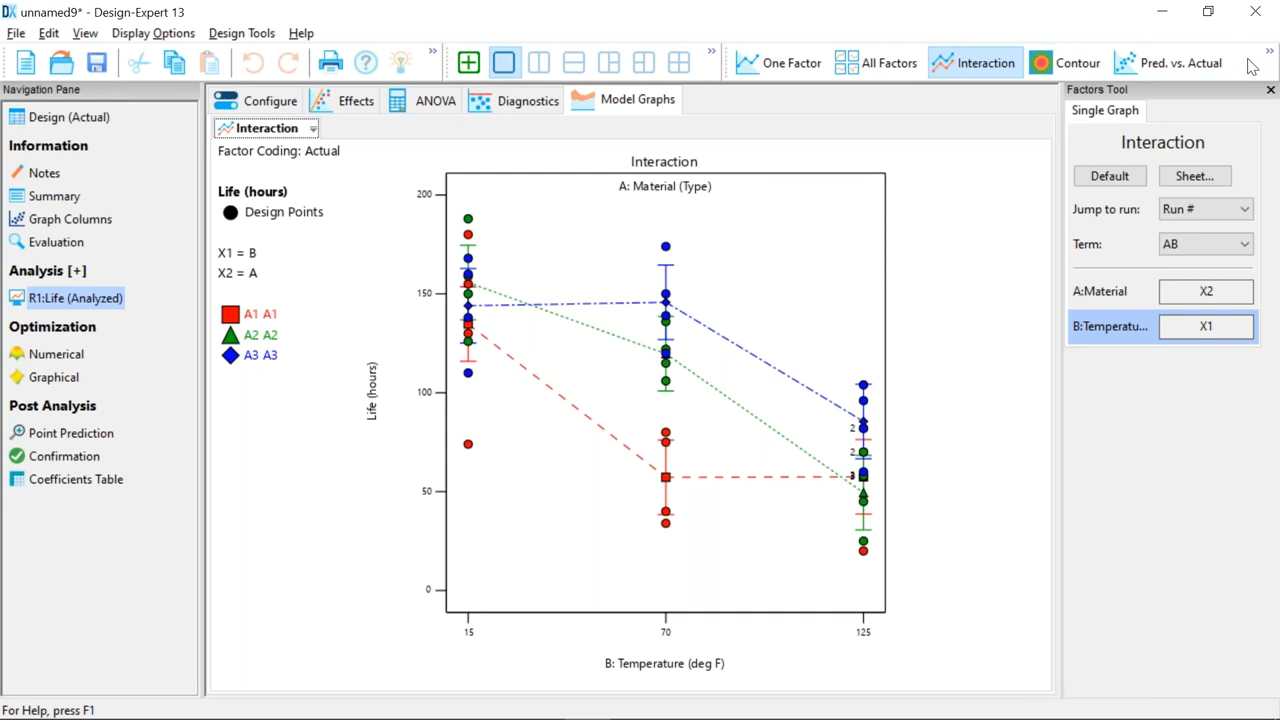 DX unnamed9* - Design-Expert 13
File Edit View Display Options Design Tools Help
» » One Factor All Factors Interaction Contour Pred. vs. Actual »
Navigation Pane
Design (Actual)
Information
Notes
Summary
Graph Columns
Evaluation
Analysis [+]
R1:Life (Analyzed)
Optimization
Numerical
Graphical
Post Analysis
Point Prediction
Confirmation
Coefficients Table
Configure Effects ANOVA Diagnostics Model Graphs
Interaction
Factor Coding: Actual
Life (hours)
Design Points
X1 = B
X2 = A
A1 A1
A2 A2
A3 A3
Interaction
A: Material (Type)
200
150
100
50
0
Life (hours)
2
2
3
15 70 125
B: Temperature (deg F)
Factors Tool
Single Graph
Interaction
Default Sheet...
Jump to run: Run #
Term: AB
A:Material X2
B:Temperatu... X1
For Help, press F1